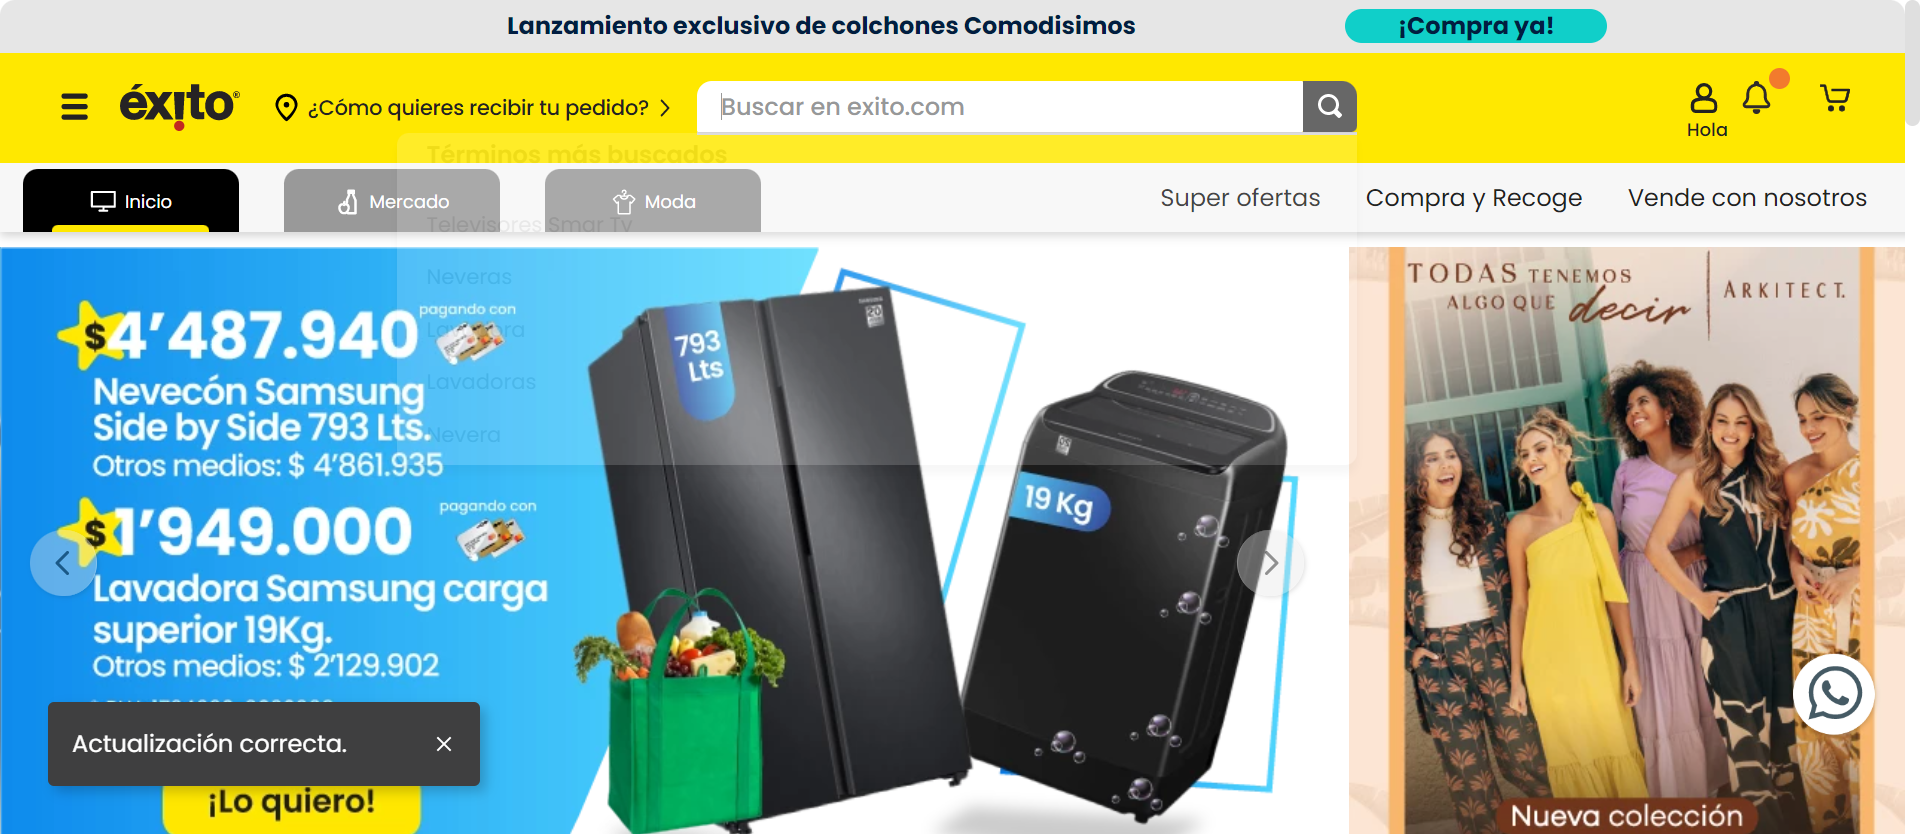 Lanzamiento exclusivo de colchones Comodisimos
¡Compra ya!
éxito®
¿Cómo quieres recibir tu pedido?
Buscar en exito.com
Hola
Términos más buscados
Inicio
Mercado
Moda
Super ofertas
Compra y Recoge
Vende con nosotros
Televisores Smar Tv
Neveras
Lavadora
Lavadoras
Nevera
$4’487.940
pagando con
Nevecón Samsung
Side by Side 793 Lts.
Otros medios: $ 4’861.935
$1’949.000
pagando con
Lavadora Samsung carga
superior 19Kg.
Otros medios: $ 2’129.902
793
Lts
19 Kg
TODAS TENEMOS
ALGO QUE decir
ARKITECT.
Actualización correcta.
¡Lo quiero!
Nueva colección